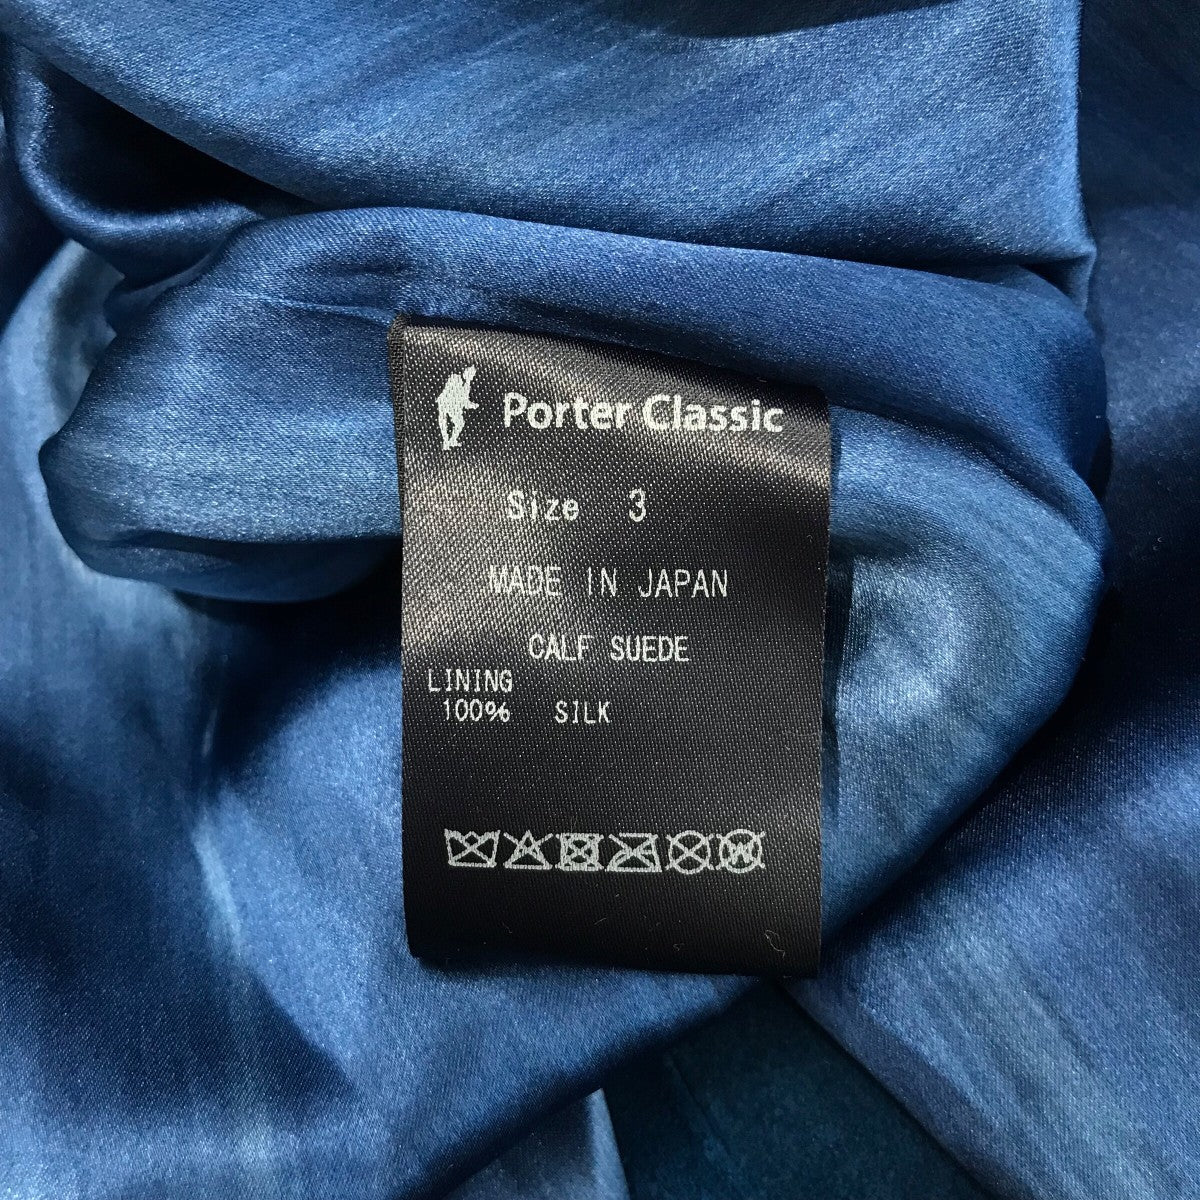 Porter Classic
Size 3
MADE IN JAPAN
CALF SUEDE
LINING
100% SILK
W